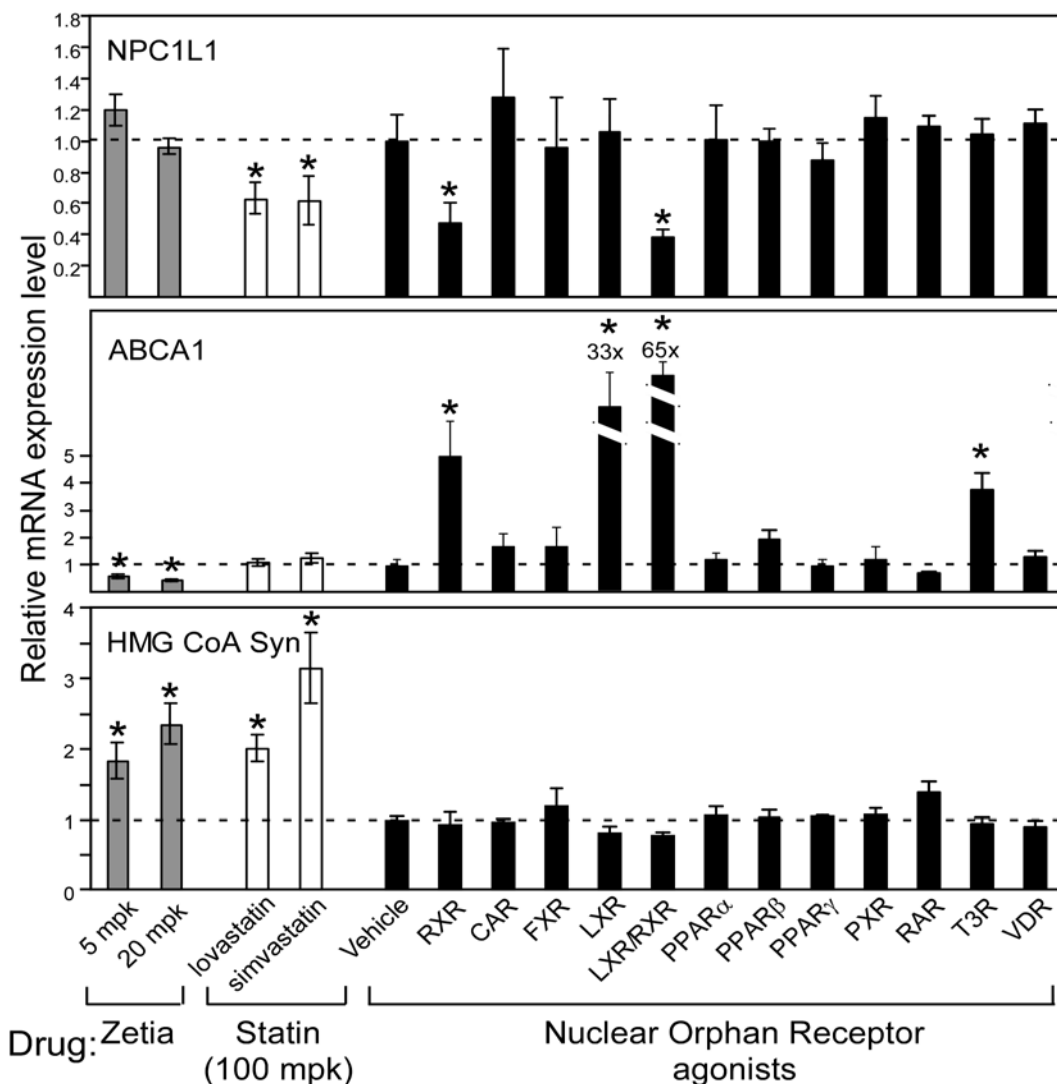 Relative mRNA expression level
NPC1L1
1.8
1.6
1.4
1.2
1.0
0.8
0.6
0.4
0.2
* * * *
ABCA1
5
4
3
2
1
* * * * * *
33x 65x
HMG CoA Syn
4
3
2
1
0
* * * *
5 mpk
20 mpk
lovastatin
simvastatin
Vehicle
RXR
CAR
FXR
LXR
LXR/RXR
PPARα
PPARβ
PPARγ
PXR
RAR
T3R
VDR
Drug: Zetia
Statin
(100 mpk)
Nuclear Orphan Receptor
agonists